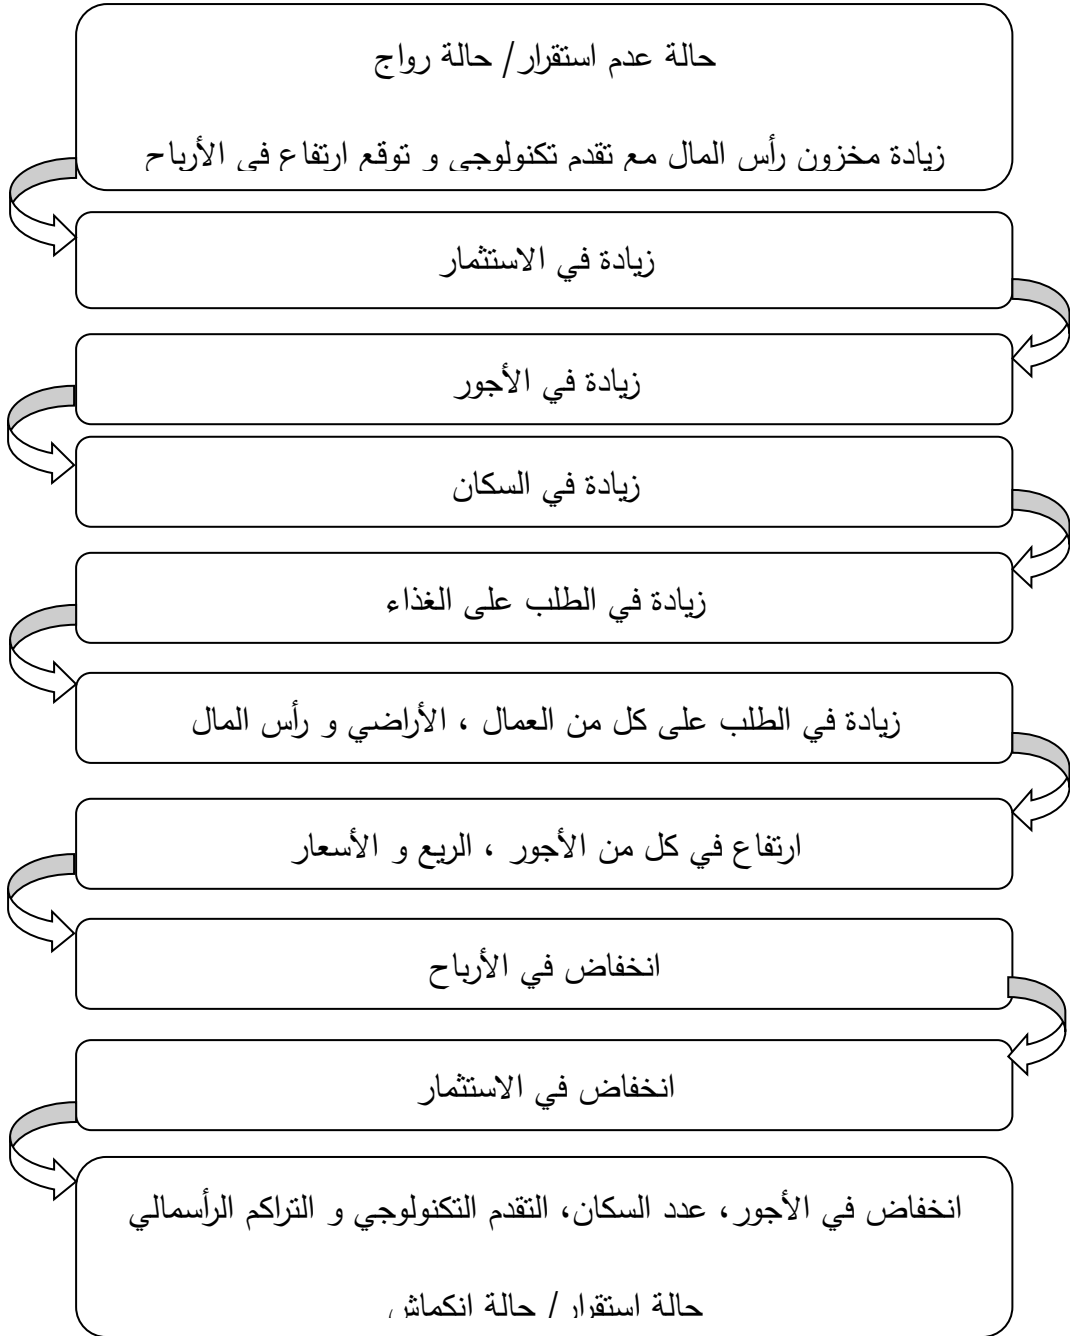 حالة عدم استقرار/ حالة رواج
زيادة مخزون رأس المال مع تقدم تكنولوجي و توقع ارتفاع في الأرباح
زيادة في الاستثمار
زيادة في الأجور
زيادة في السكان
زيادة في الطلب على الغذاء
زيادة في الطلب على كل من العمال ، الأراضي و رأس المال
ارتفاع في كل من الأجور ، الريع و الأسعار
انخفاض في الأرباح
انخفاض في الاستثمار
انخفاض في الأجور، عدد السكان، التقدم التكنولوجي و التراكم الرأسمالي
حالة استقرار / حالة انكماش